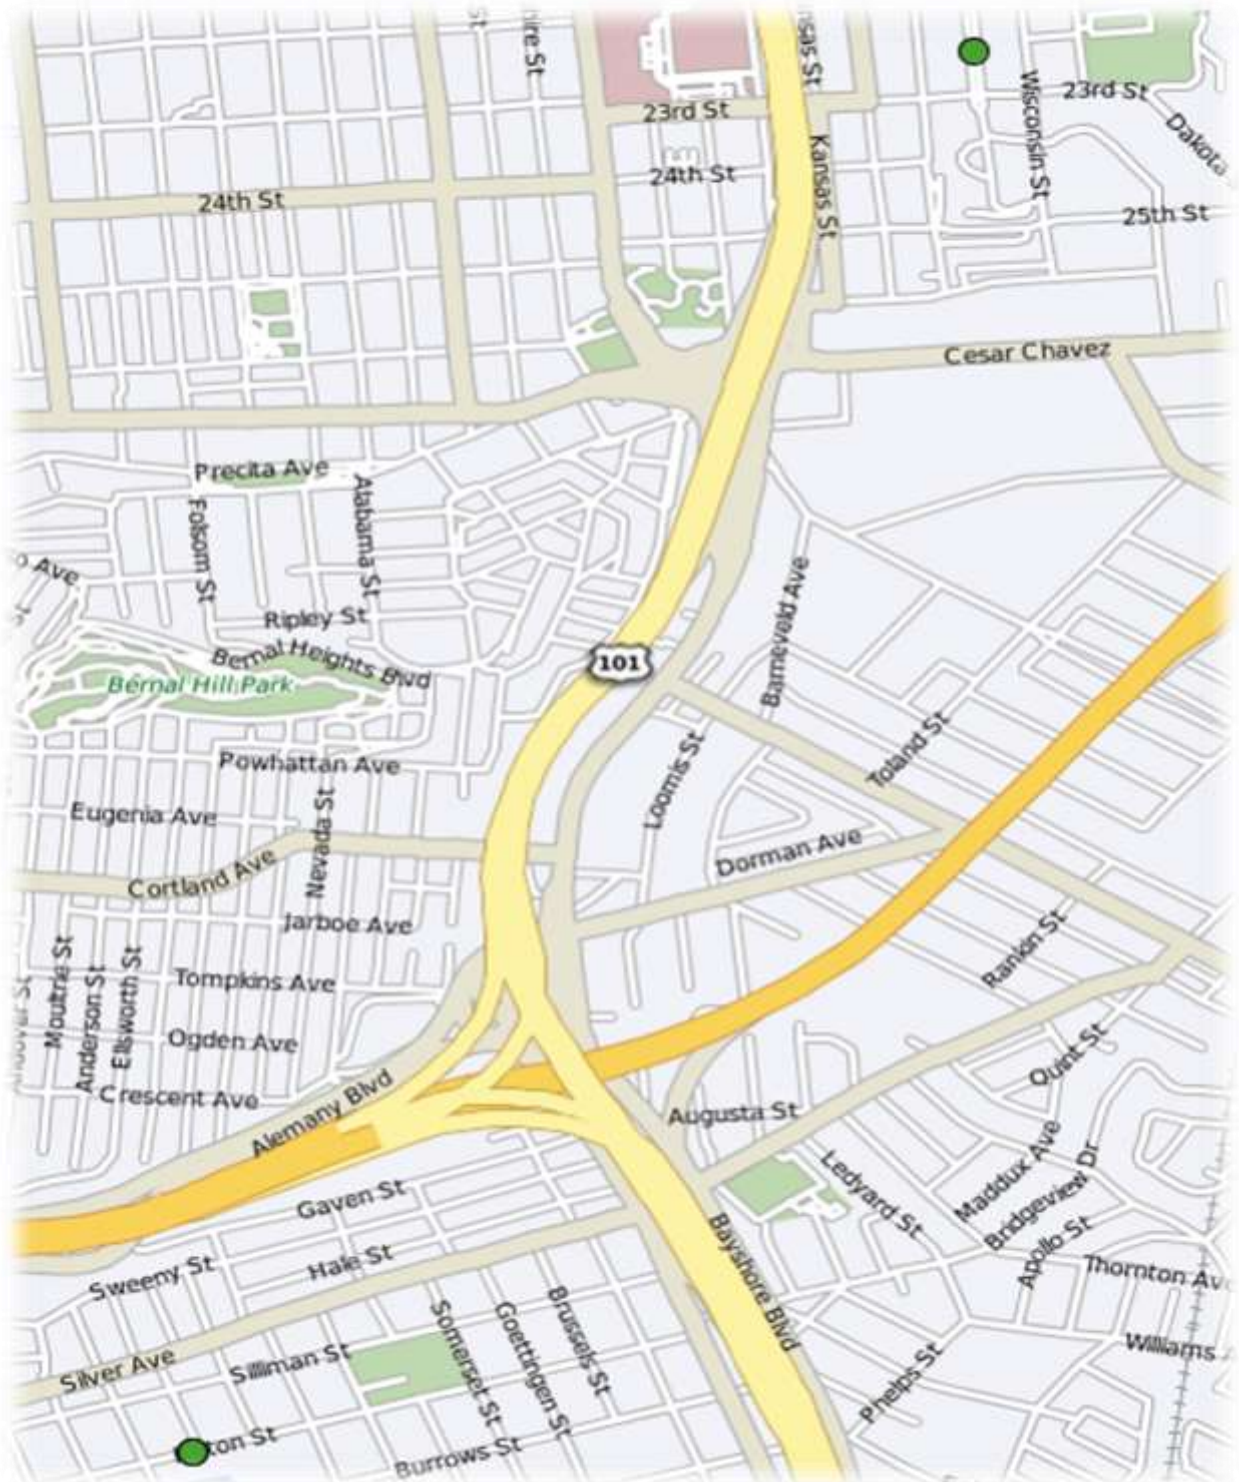 23rd St
23rd St
Wisconsin St
Dakota
Kansas St
24th St
24th St
25th St
Cesar Chavez
Precita Ave
Folsom St
Alabama St
Ave
Ripley St
Bernal Heights Blvd
Bernal Hill Park
101
Barneveld Ave
Toland St
Loomis St
Powhattan Ave
Eugenia Ave
Nevada St
Cortland Ave
Dorman Ave
Jarboe Ave
Rankin St
Moultrie St
Anderson St
Ellsworth St
Tompkins Ave
Ogden Ave
Quint St
Crescent Ave
Alemany Blvd
Augusta St
Maddux Ave
Bridgeview Dr
Ledyard St
Apollo St
Gaven St
Thornton Av
Sweeny St
Hale St
Bayshore Blvd
Brussels St
Goettingen St
Somerset St
Silliman St
Silver Ave
Williams
Phelps St
ton St
Burrows St